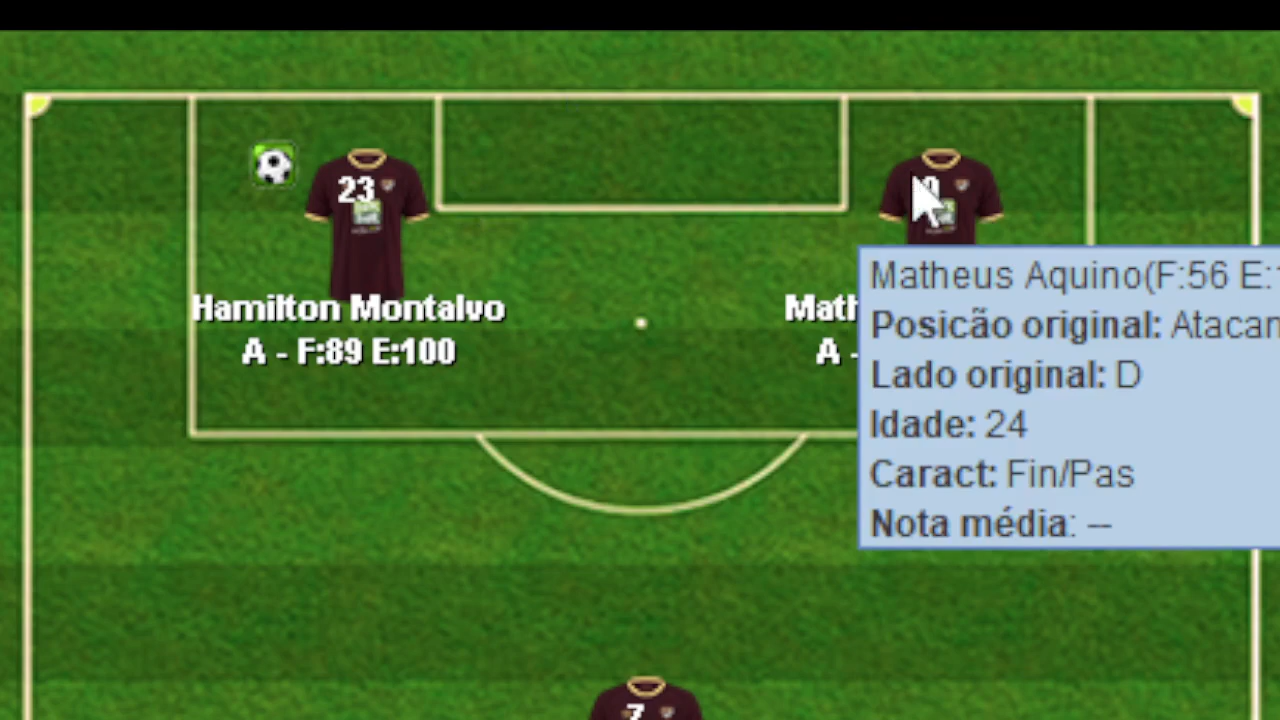 23
Hamilton Montalvo
A - F:89 E:100
Math
A -
Matheus Aquino(F:56 E:
Posicão original: Atacan
Lado original: D
Idade: 24
Caract: Fin/Pas
Nota média: --
7